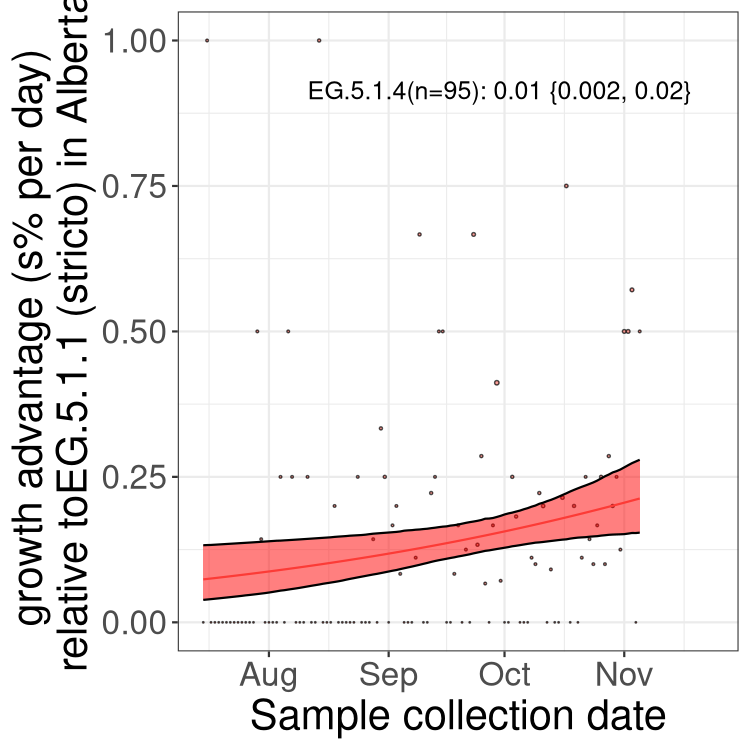 growth advantage (s% per day)
relative toEG.5.1.1 (stricto) in Alberta
1.00
0.75
0.50
0.25
0.00
EG.5.1.4(n=95): 0.01 {0.002, 0.02}
Aug Sep Oct Nov
Sample collection date